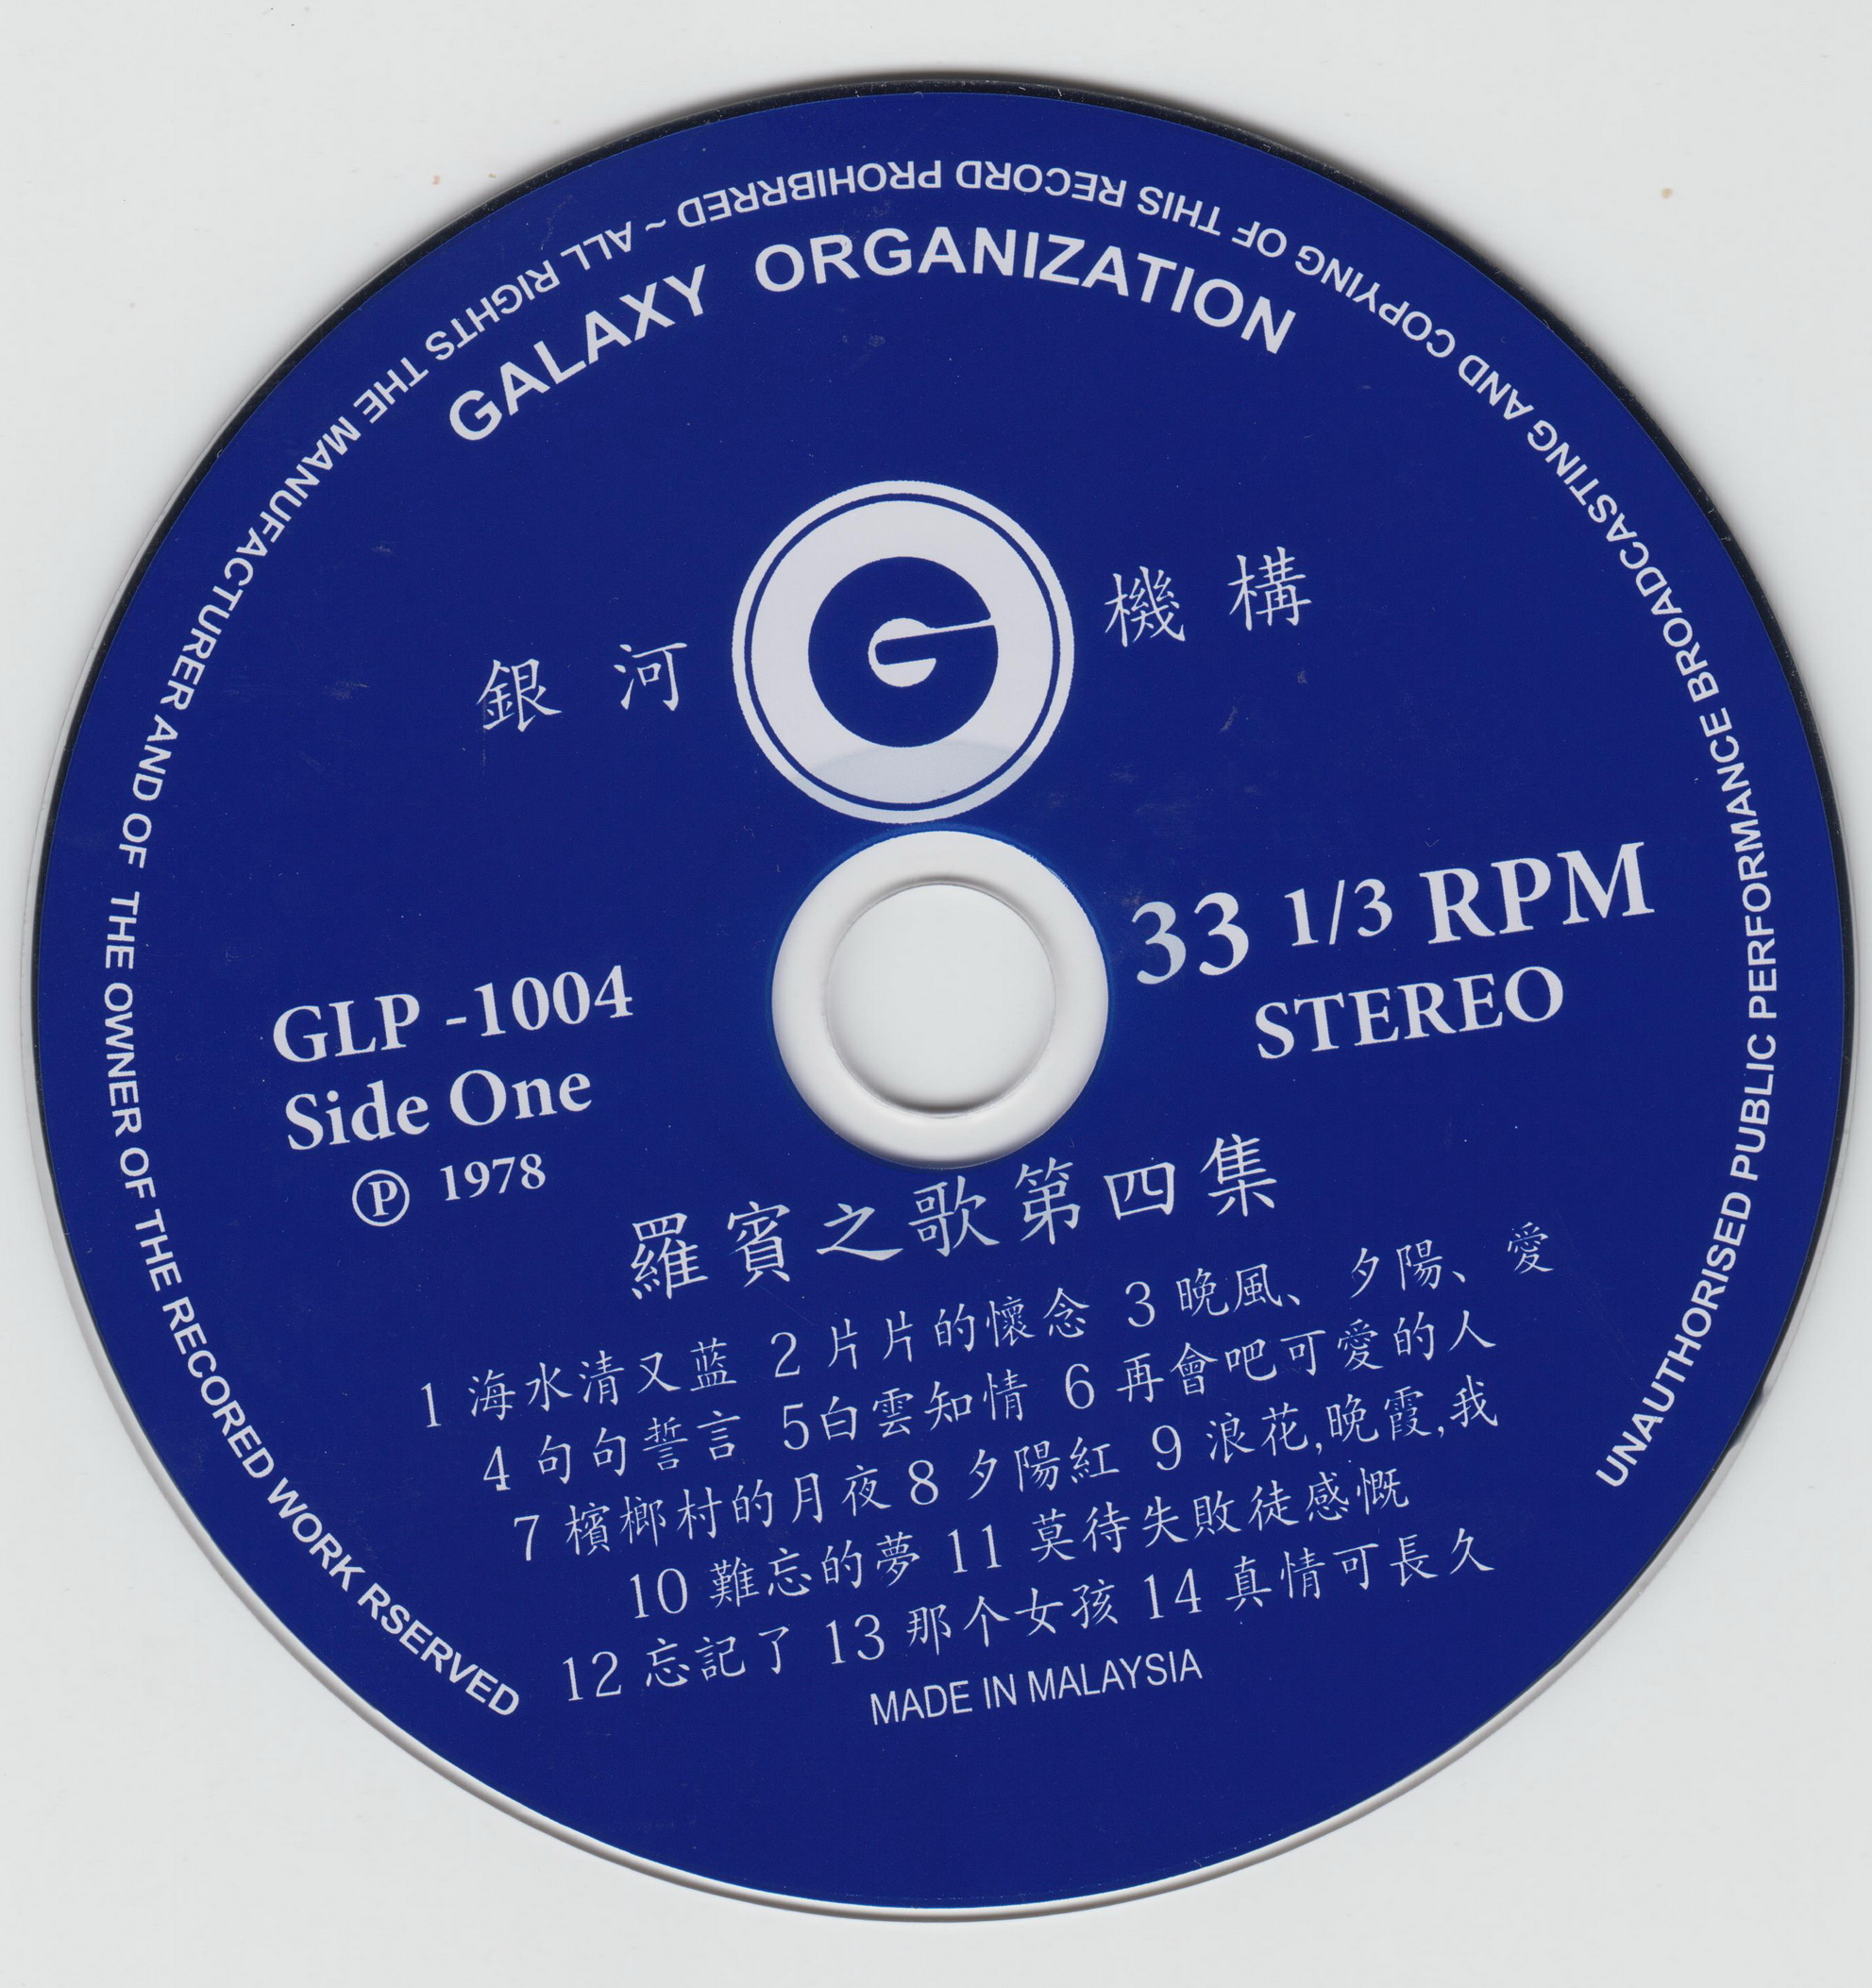 UNAUTHORISED PUBLIC PERFORMANCE BROADCASTING AND COPYING OF THIS RECORD PROHIBRRED ~ ALL RIGHTS THE MANUFACTURER AND OF THE OWNER OF THE RECORED WORK RSERVED
GALAXY ORGANIZATION
銀河 G 機構
33 1/3 RPM
STEREO
GLP -1004
Side One
Ⓟ 1978
羅賓之歌第四集
1 海水清又蓝 2 片片的懷念 3 晚風、夕陽、愛
4 句句誓言 5白雲知情 6 再會吧可愛的人
7 檳榔村的月夜 8 夕陽紅 9 浪花,晚霞,我
10 難忘的夢 11 莫待失敗徒感慨
12 忘記了 13 那个女孩 14 真情可長久
MADE IN MALAYSIA